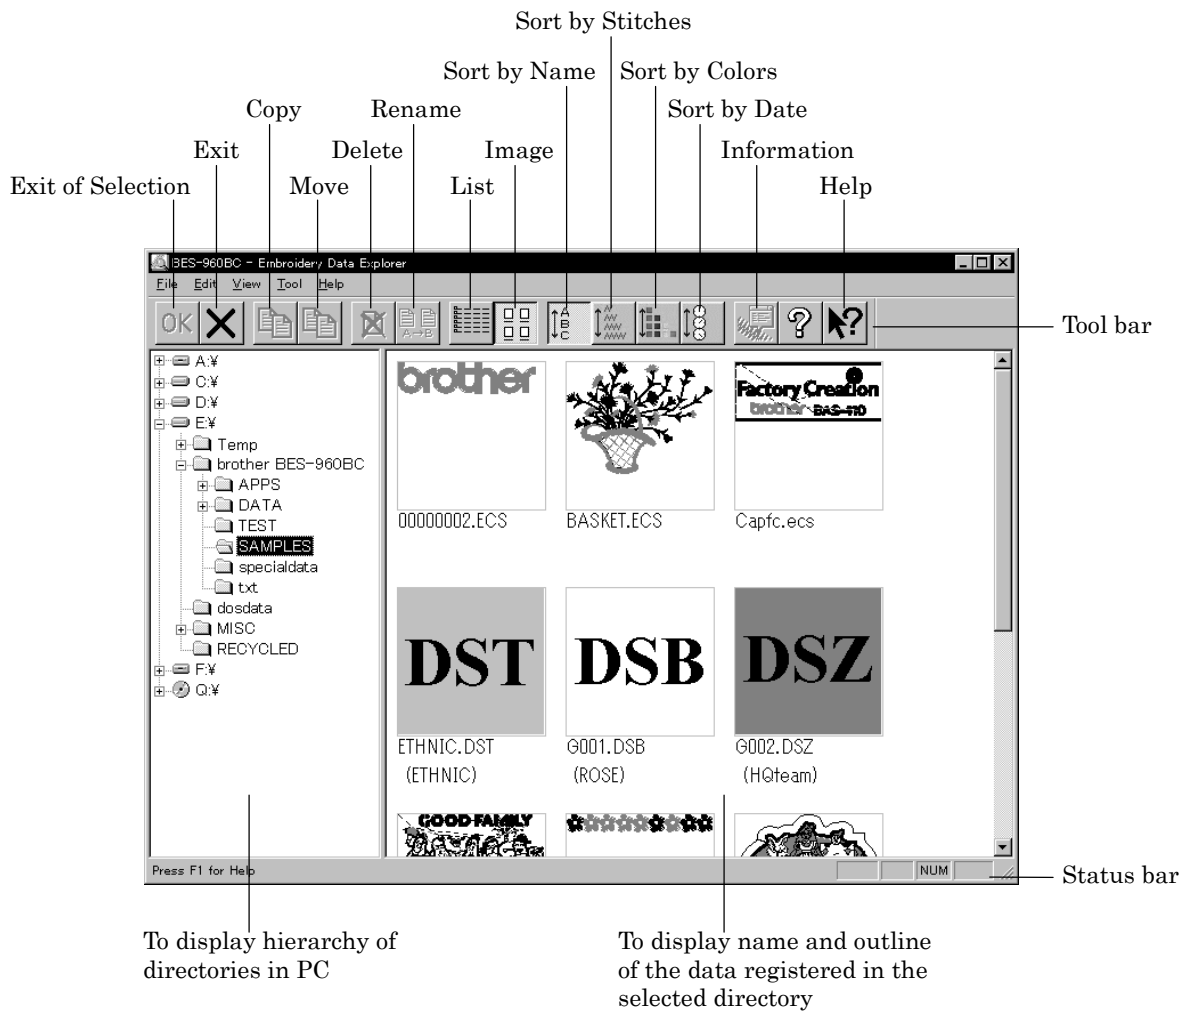 Sort by Stitches
Sort by Name
Sort by Colors
Copy
Rename
Sort by Date
Exit
Delete
Image
Information
Exit of Selection
Move
List
Help
BES-960BC - Embroidery Data Explorer
File Edit View Tool Help
OK
A→B
A
B
C
Tool bar
A:¥
C:¥
D:¥
E:¥
Temp
brother BES-960BC
APPS
DATA
TEST
SAMPLES
specialdata
txt
dosdata
MISC
RECYCLED
F:¥
Q:¥
brother
Factory Creation
brother BAS-410
00000002.ECS
BASKET.ECS
Capfc.ecs
DST
DSB
DSZ
ETHNIC.DST
(ETHNIC)
G001.DSB
(ROSE)
G002.DSZ
(HQteam)
GOOD FAMILY
Press F1 for Help
NUM
Status bar
To display hierarchy of
directories in PC
To display name and outline
of the data registered in the
selected directory